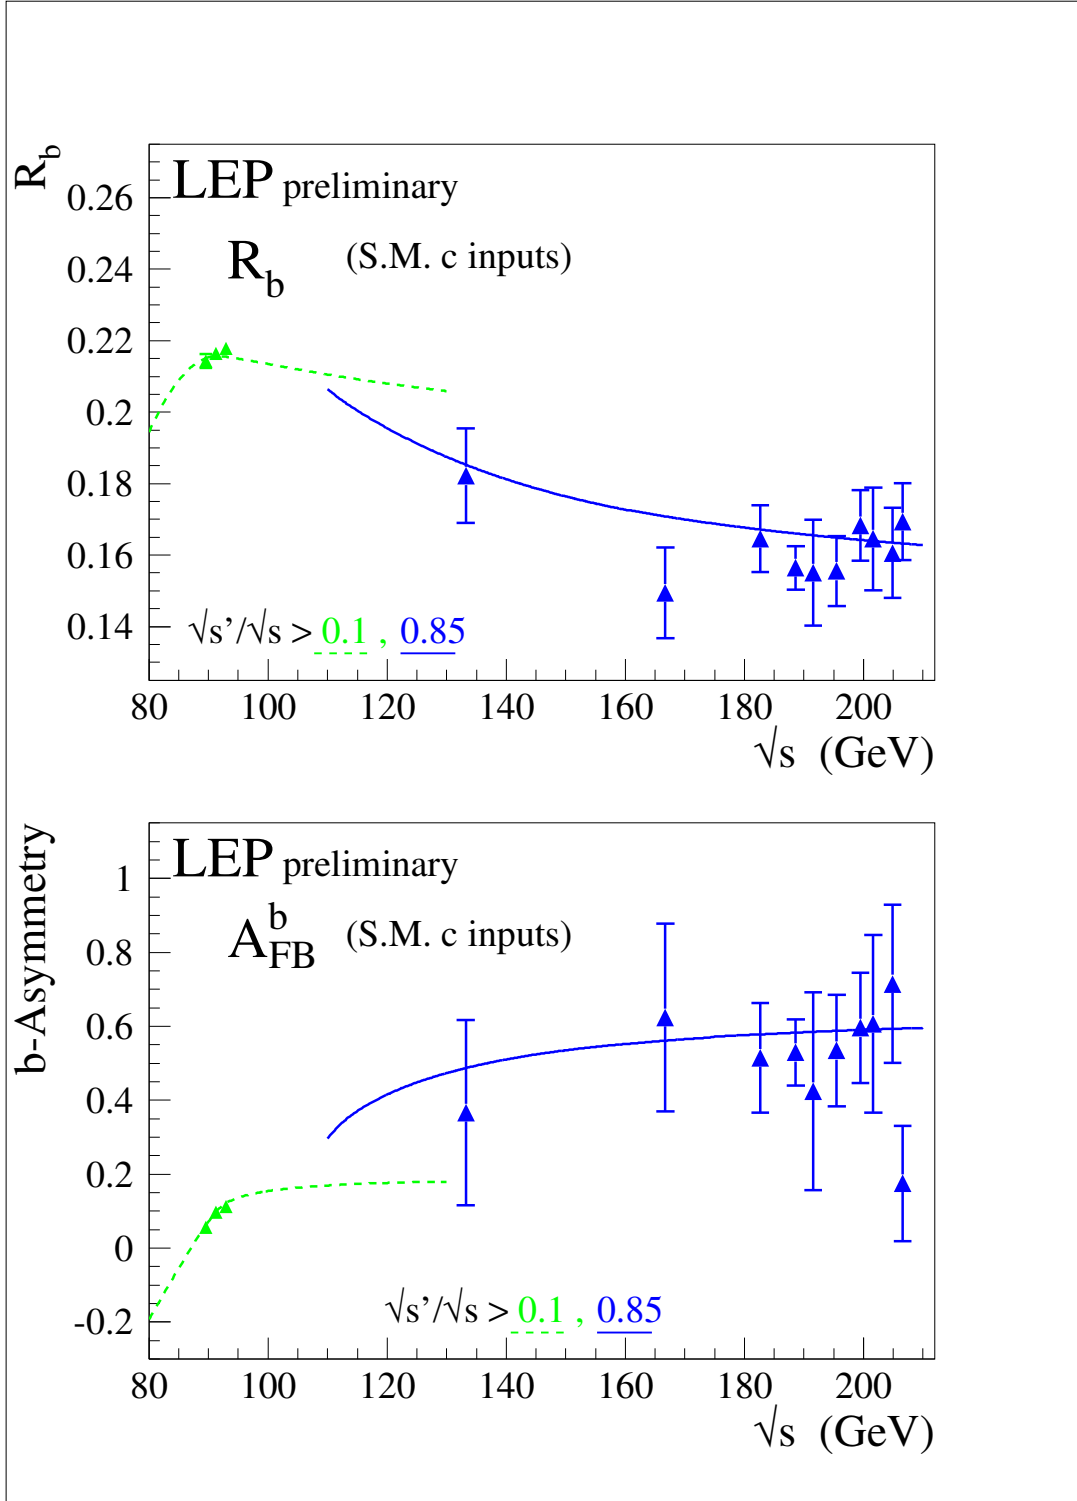 R_b
LEP preliminary
R_b (S.M. c inputs)
0.26
0.24
0.22
0.2
0.18
0.16
0.14
√s’/√s > 0.1 , 0.85
80 100 120 140 160 180 200
√s (GeV)
b-Asymmetry
LEP preliminary
A_FB^b (S.M. c inputs)
1
0.8
0.6
0.4
0.2
0
-0.2
√s’/√s > 0.1 , 0.85
80 100 120 140 160 180 200
√s (GeV)